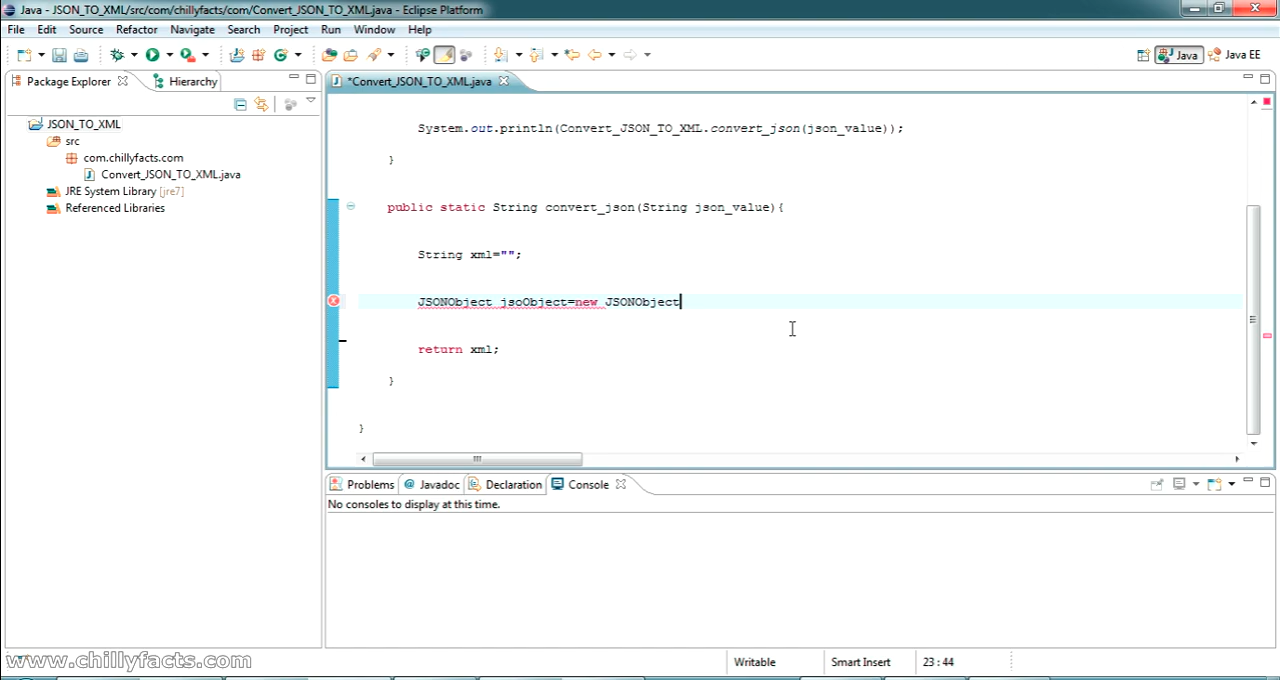 Java - JSON_TO_XML/src/com/chillyfacts/com/Convert_JSON_TO_XML.java - Eclipse Platform
File Edit Source Refactor Navigate Search Project Run Window Help
Java Java EE
Package Explorer Hierarchy
*Convert_JSON_TO_XML.java
JSON_TO_XML
src
com.chillyfacts.com
Convert_JSON_TO_XML.java
JRE System Library [jre7]
Referenced Libraries
System.out.println(Convert_JSON_TO_XML.convert_json(json_value));
}
public static String convert_json(String json_value){
String xml="";
JSONObject jsoObject=new JSONObject
return xml;
}
}
Problems @ Javadoc Declaration Console
No consoles to display at this time.
www.chillyfacts.com
Writable Smart Insert 23 : 44